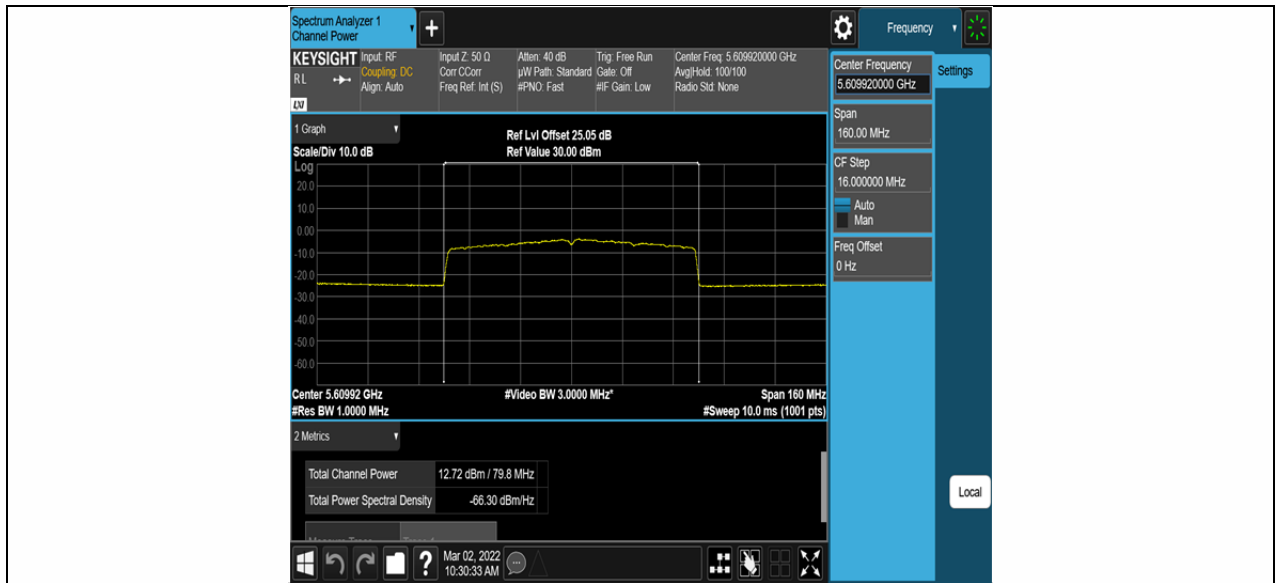 Spectrum Analyzer 1
Channel Power
Frequency
KEYSIGHT Input: RF Input Z: 50 Ω Atten: 40 dB Trig: Free Run Center Freq: 5.609920000 GHz
RL Coupling: DC Corr CCorr µW Path: Standard Gate: Off Avg|Hold: 100/100
Align: Auto Freq Ref: Int (S) #PNO: Fast #IF Gain: Low Radio Std: None
LXI
Center Frequency
5.609920000 GHz
Settings
Span
160.00 MHz
CF Step
16.000000 MHz
Auto
Man
Freq Offset
0 Hz
Local
1 Graph
Ref Lvl Offset 25.05 dB
Scale/Div 10.0 dB Ref Value 30.00 dBm
Log
20.0
10.0
0.00
-10.0
-20.0
-30.0
-40.0
-50.0
-60.0
Center 5.60992 GHz #Video BW 3.0000 MHz* Span 160 MHz
#Res BW 1.0000 MHz #Sweep 10.0 ms (1001 pts)
2 Metrics
Total Channel Power 12.72 dBm / 79.8 MHz
Total Power Spectral Density -66.30 dBm/Hz
?
Mar 02, 2022
10:30:33 AM